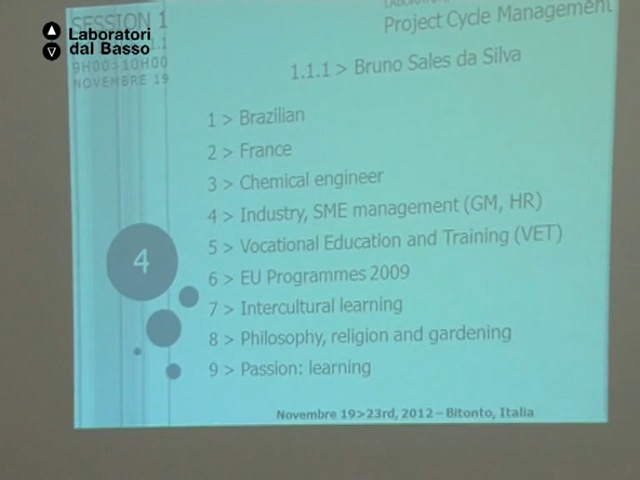 SESSION 1
Laboratori
dal Basso
9H00>10H00
NOVEMBRE 19
Project Cycle Management
1.1.1 > Bruno Sales da Silva
1 > Brazilian
2 > France
3 > Chemical engineer
4 > Industry, SME management (GM, HR)
5 > Vocational Education and Training (VET)
6 > EU Programmes 2009
7 > Intercultural learning
8 > Philosophy, religion and gardening
9 > Passion: learning
4
Novembre 19>23rd, 2012 – Bitonto, Italia